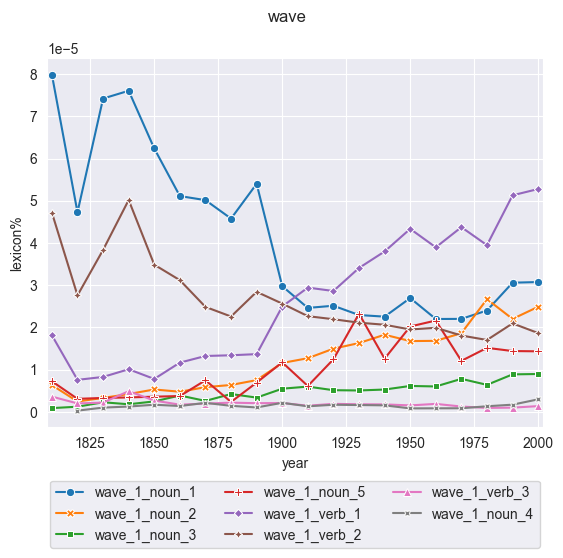 wave
1e−5
8
7
6
5
4
3
2
1
0
lexicon%
1825 1850 1875 1900 1925 1950 1975 2000
year
wave_1_noun_1 wave_1_noun_5 wave_1_verb_3
wave_1_noun_2 wave_1_verb_1 wave_1_noun_4
wave_1_noun_3 wave_1_verb_2